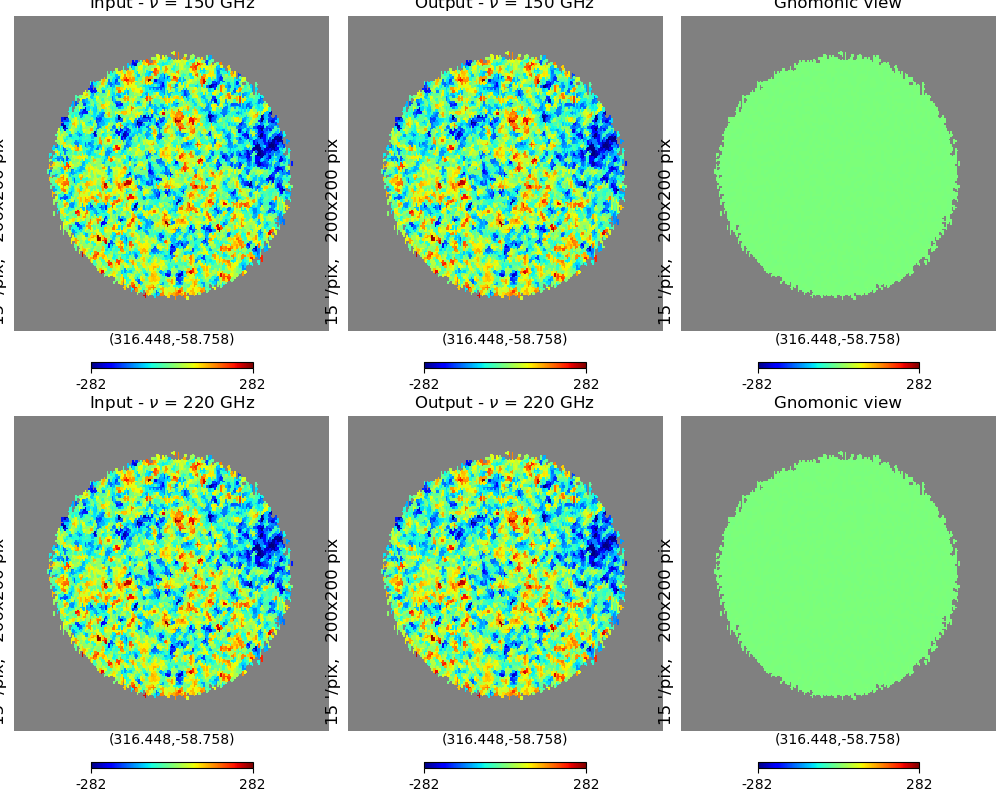 Input - ν = 150 GHz
Output - ν = 150 GHz
Gnomonic view
15 '/pix, 200x200 pix
15 '/pix, 200x200 pix
15 '/pix, 200x200 pix
(316.448,-58.758)
(316.448,-58.758)
(316.448,-58.758)
-282 282
-282 282
-282 282
Input - ν = 220 GHz
Output - ν = 220 GHz
Gnomonic view
15 '/pix, 200x200 pix
15 '/pix, 200x200 pix
15 '/pix, 200x200 pix
(316.448,-58.758)
(316.448,-58.758)
(316.448,-58.758)
-282 282
-282 282
-282 282